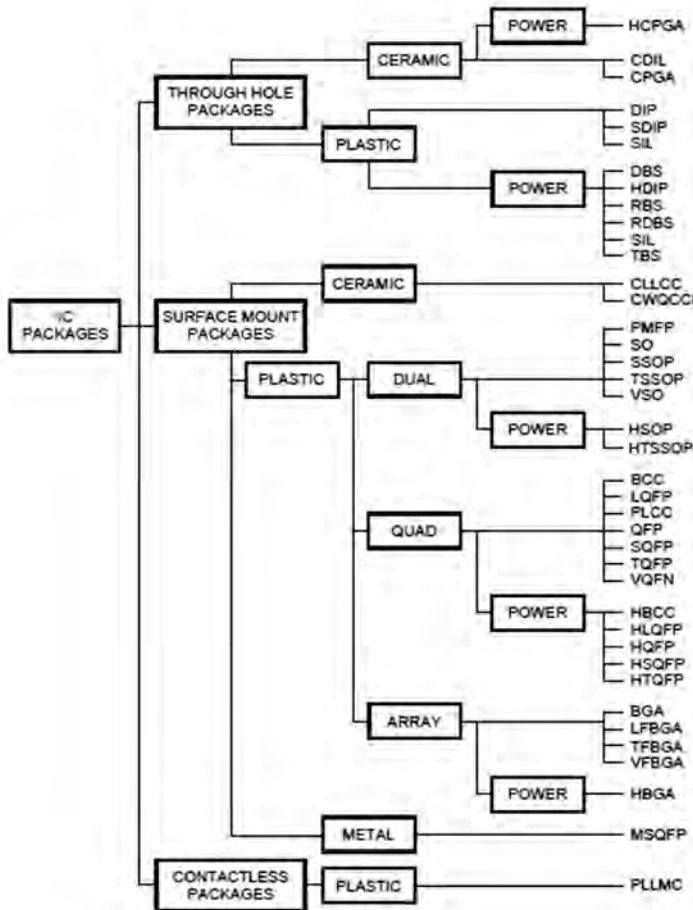 POWER
HCPGA
CERAMIC
CDIL
CPGA
THROUGH HOLE
PACKAGES
DIP
SDIP
SIL
PLASTIC
DBS
HDIP
POWER
RBS
RDBS
SIL
TBS
CERAMIC
CLLCC
CWQCC
IC
PACKAGES
SURFACE MOUNT
PACKAGES
PMFP
SO
SSOP
TSSOP
VSO
PLASTIC
DUAL
POWER
HSOP
HTSSOP
BCC
LQFP
PLCC
QFP
SQFP
TQFP
VQFN
QUAD
POWER
HBCC
HLQFP
HQFP
HSQFP
HTQFP
BGA
LFBGA
TFBGA
VFBGA
ARRAY
POWER
HBGA
METAL
MSQFP
CONTACTLESS
PACKAGES
PLASTIC
PLLMC